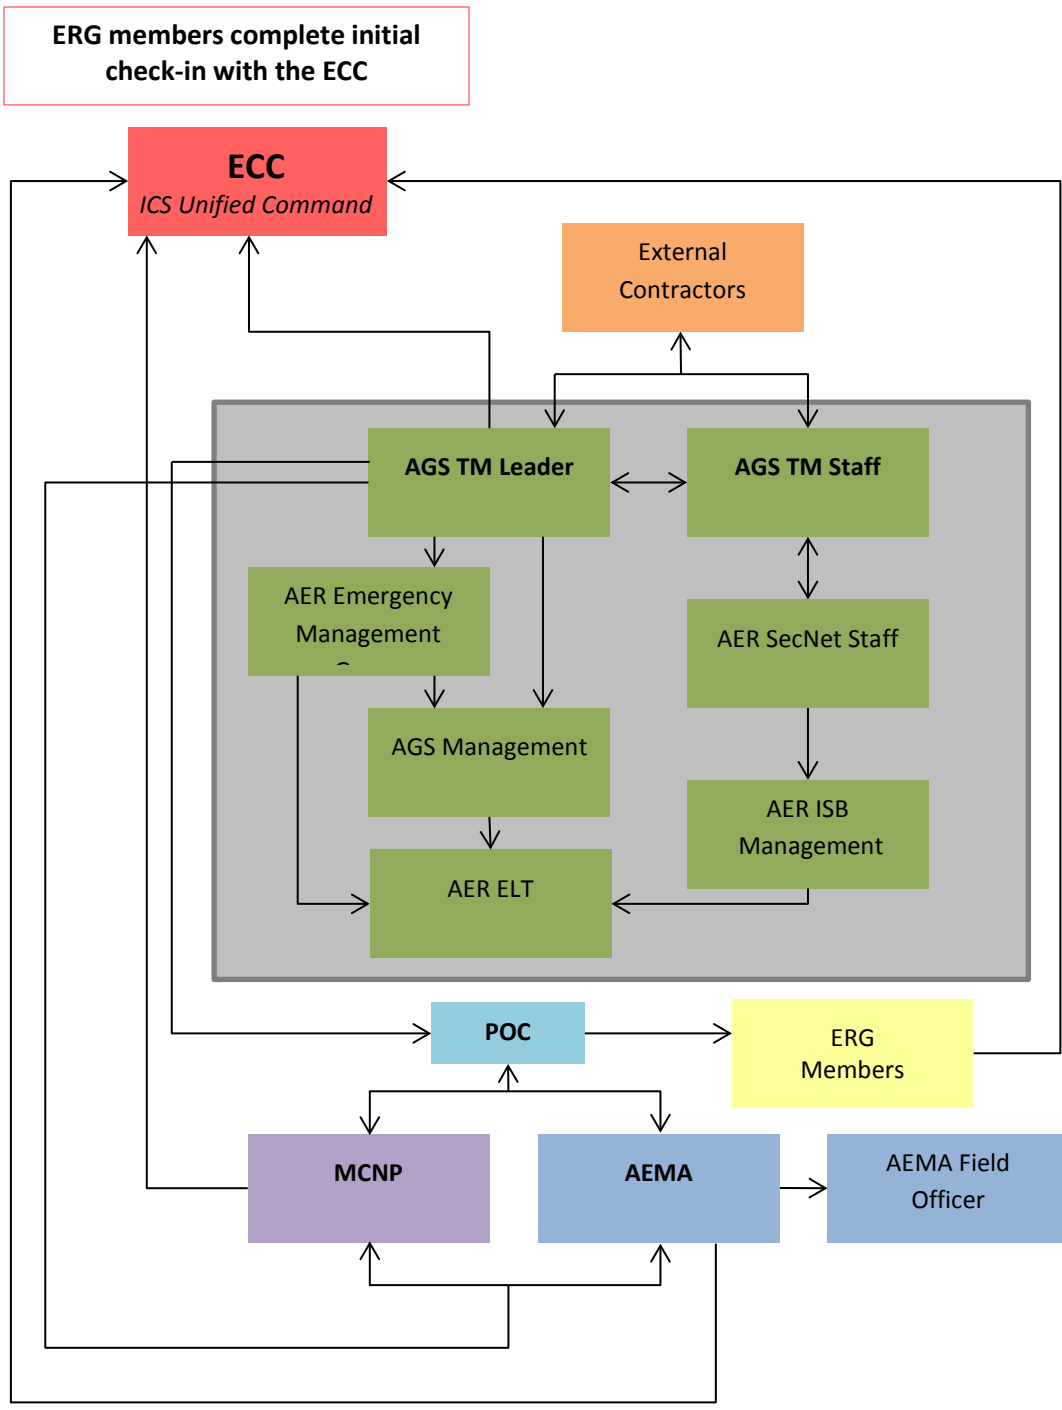 ERG members complete initial
check-in with the ECC
ECC
ICS Unified Command
External
Contractors
AGS TM Leader
AGS TM Staff
AER Emergency
Management
AER SecNet Staff
AGS Management
AER ISB
Management
AER ELT
POC
ERG
Members
MCNP
AEMA
AEMA Field
Officer